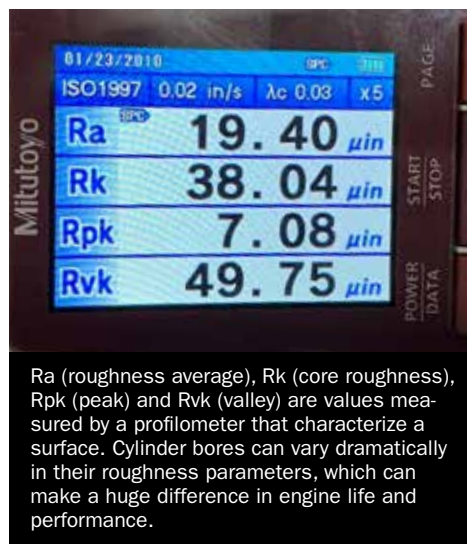 01/23/2010 SPC
ISO1997 0.02 in/s λc 0.03 x5
Ra SPC 19.40 µin
Rk 38.04 µin
Rpk 7.08 µin
Rvk 49.75 µin
Mitutoyo
PAGE
START
STOP
POWER
DATA
Ra (roughness average), Rk (core roughness),
Rpk (peak) and Rvk (valley) are values mea-
sured by a profilometer that characterize a
surface. Cylinder bores can vary dramatically
in their roughness parameters, which can
make a huge difference in engine life and
performance.